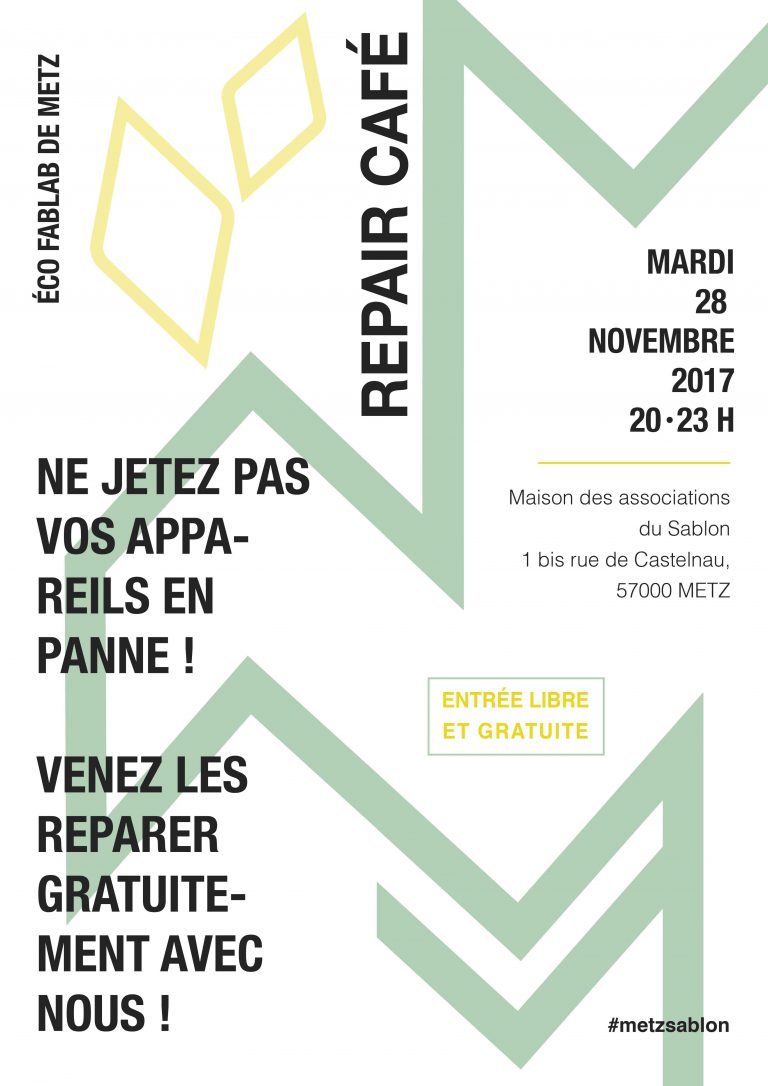 ÉCO FABLAB DE METZ
REPAIR CAFÉ
MARDI
28
NOVEMBRE
2017
20·23 H
Maison des associations
du Sablon
1 bis rue de Castelnau,
57000 METZ
NE JETEZ PAS
VOS APPA-
REILS EN
PANNE !
ENTRÉE LIBRE
ET GRATUITE
VENEZ LES
REPARER
GRATUITE-
MENT AVEC
NOUS !
#metzsablon